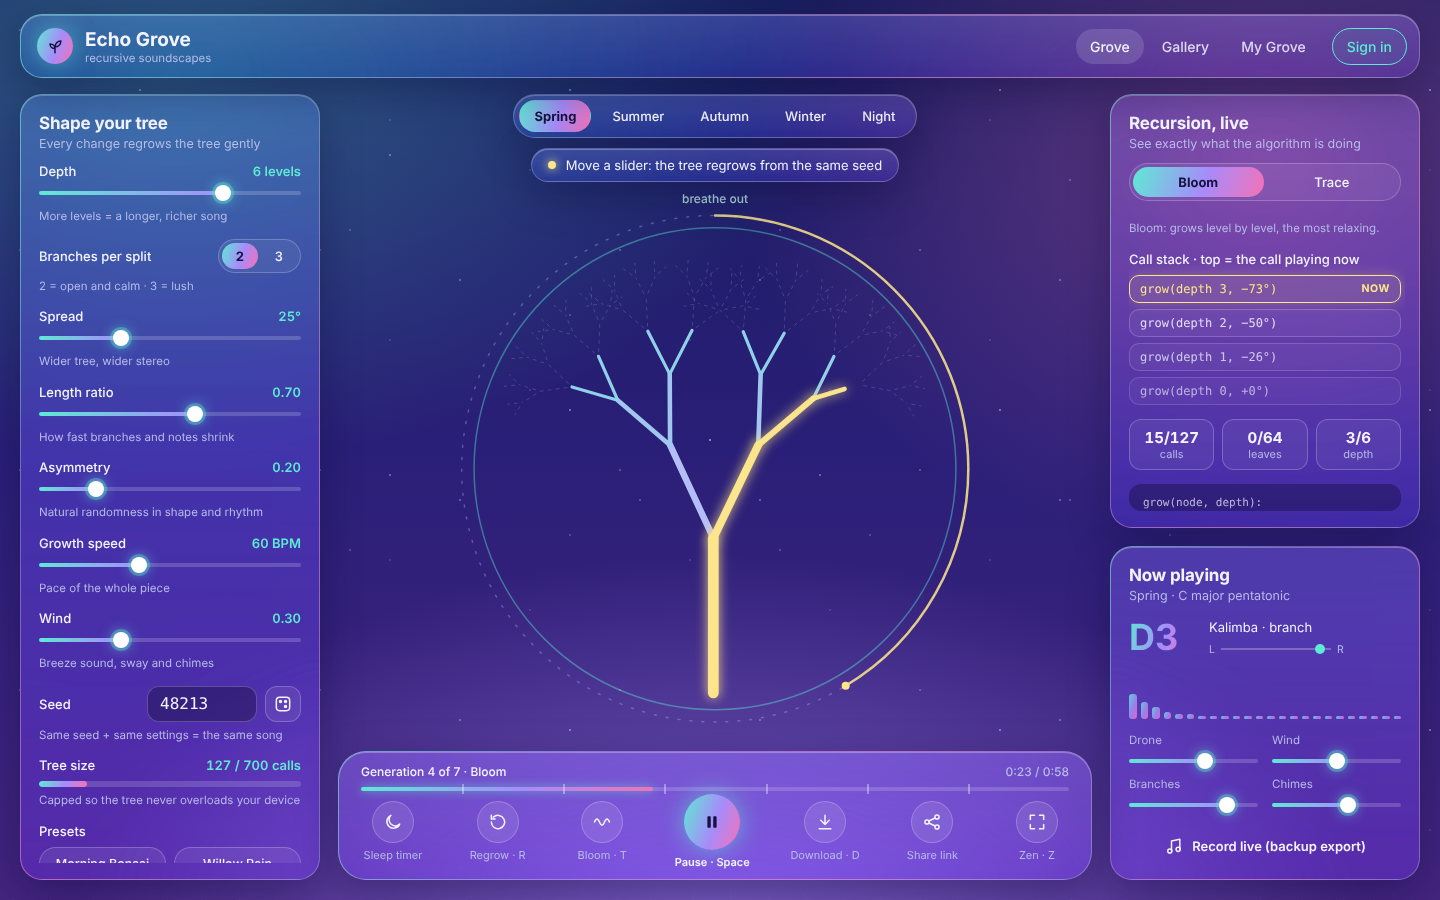 Echo Grove
recursive soundscapes
Grove
Gallery
My Grove
Sign in
Shape your tree
Every change regrows the tree gently
Depth
6 levels
More levels = a longer, richer song
Branches per split
2
3
2 = open and calm · 3 = lush
Spread
25°
Wider tree, wider stereo
Length ratio
0.70
How fast branches and notes shrink
Asymmetry
0.20
Natural randomness in shape and rhythm
Growth speed
60 BPM
Pace of the whole piece
Wind
0.30
Breeze sound, sway and chimes
Seed
48213
Same seed + same settings = the same song
Tree size
127 / 700 calls
Capped so the tree never overloads your device
Presets
Morning Bonsai
Willow Rain
Spring
Summer
Autumn
Winter
Night
Move a slider: the tree regrows from the same seed
breathe out
Generation 4 of 7 · Bloom
0:23 / 0:58
Sleep timer
Regrow · R
Bloom · T
Pause · Space
Download · D
Share link
Zen · Z
Recursion, live
See exactly what the algorithm is doing
Bloom
Trace
Bloom: grows level by level, the most relaxing.
Call stack · top = the call playing now
grow(depth 3, −73°)
NOW
grow(depth 2, −50°)
grow(depth 1, −26°)
grow(depth 0, +0°)
15/127
calls
0/64
leaves
3/6
depth
grow(node, depth):
Now playing
Spring · C major pentatonic
D3
Kalimba · branch
L
R
Drone
Wind
Branches
Chimes
Record live (backup export)